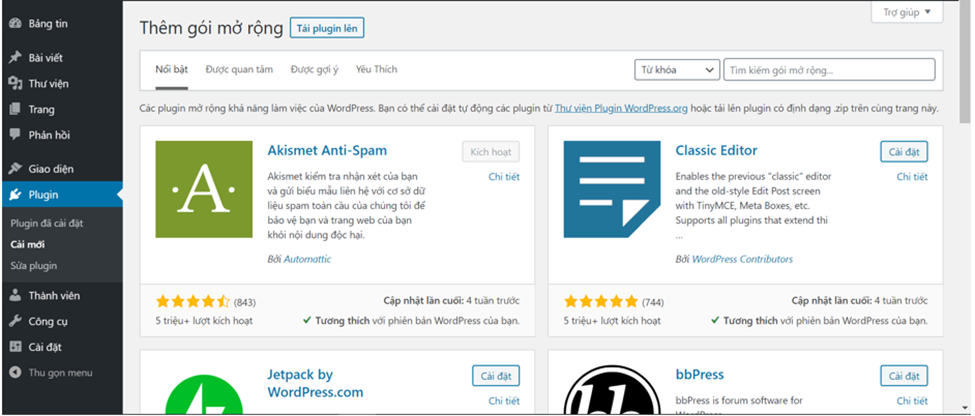 Bảng tin
Bài viết
Thư viện
Trang
Phản hồi
Giao diện
Plugin
Plugin đã cài đặt
Cài mới
Sửa plugin
Thành viên
Công cụ
Cài đặt
Thu gọn menu
Trợ giúp
Thêm gói mở rộng
Tải plugin lên
Nổi bật
Được quan tâm
Được gợi ý
Yêu Thích
Từ khóa
Tìm kiếm gói mở rộng...
Các plugin mở rộng khả năng làm việc của WordPress. Bạn có thể cài đặt tự động các plugin từ Thư viện Plugin WordPress.org hoặc tải lên plugin có định dạng .zip trên cùng trang này.
·A·
Akismet Anti-Spam
Kích hoạt
Chi tiết
Akismet kiểm tra nhận xét của bạn
và gửi biểu mẫu liên hệ với cơ sở dữ
liệu spam toàn cầu của chúng tôi để
bảo vệ bạn và trang web của bạn
khỏi nội dung độc hại.
Bởi Automattic
(843)
5 triệu+ lượt kích hoạt
Cập nhật lần cuối: 4 tuần trước
Tương thích với phiên bản WordPress của bạn.
Classic Editor
Cài đặt
Chi tiết
Enables the previous "classic" editor
and the old-style Edit Post screen
with TinyMCE, Meta Boxes, etc.
Supports all plugins that extend thi
...
Bởi WordPress Contributors
(744)
5 triệu+ lượt kích hoạt
Cập nhật lần cuối: 4 tuần trước
Tương thích với phiên bản WordPress của bạn.
Jetpack by
WordPress.com
Cài đặt
Chi tiết
bb
bbPress
Cài đặt
Chi tiết
bbPress is forum software for